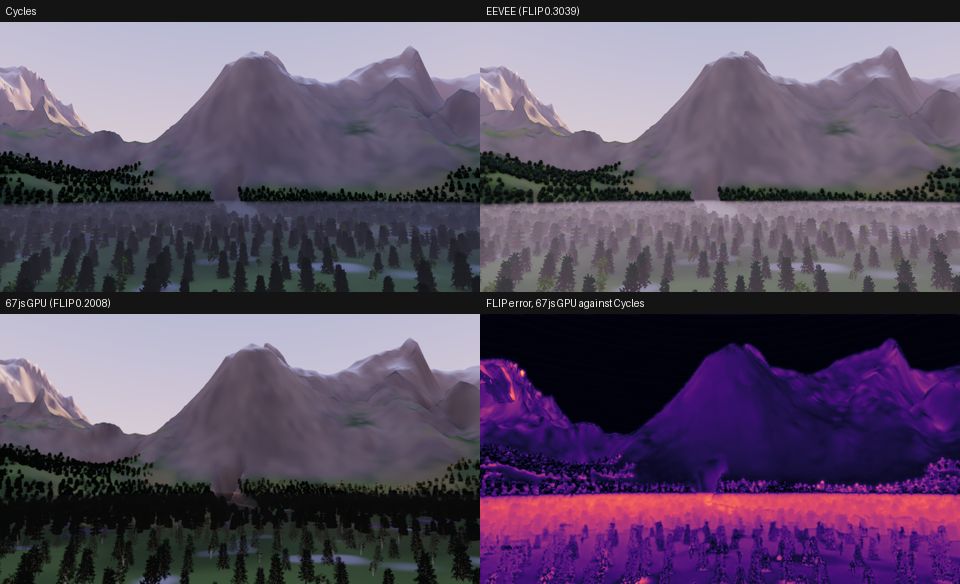 Cycles
EEVEE (FLIP 0.3039)
67js GPU (FLIP 0.2008)
FLIP error, 67js GPU against Cycles